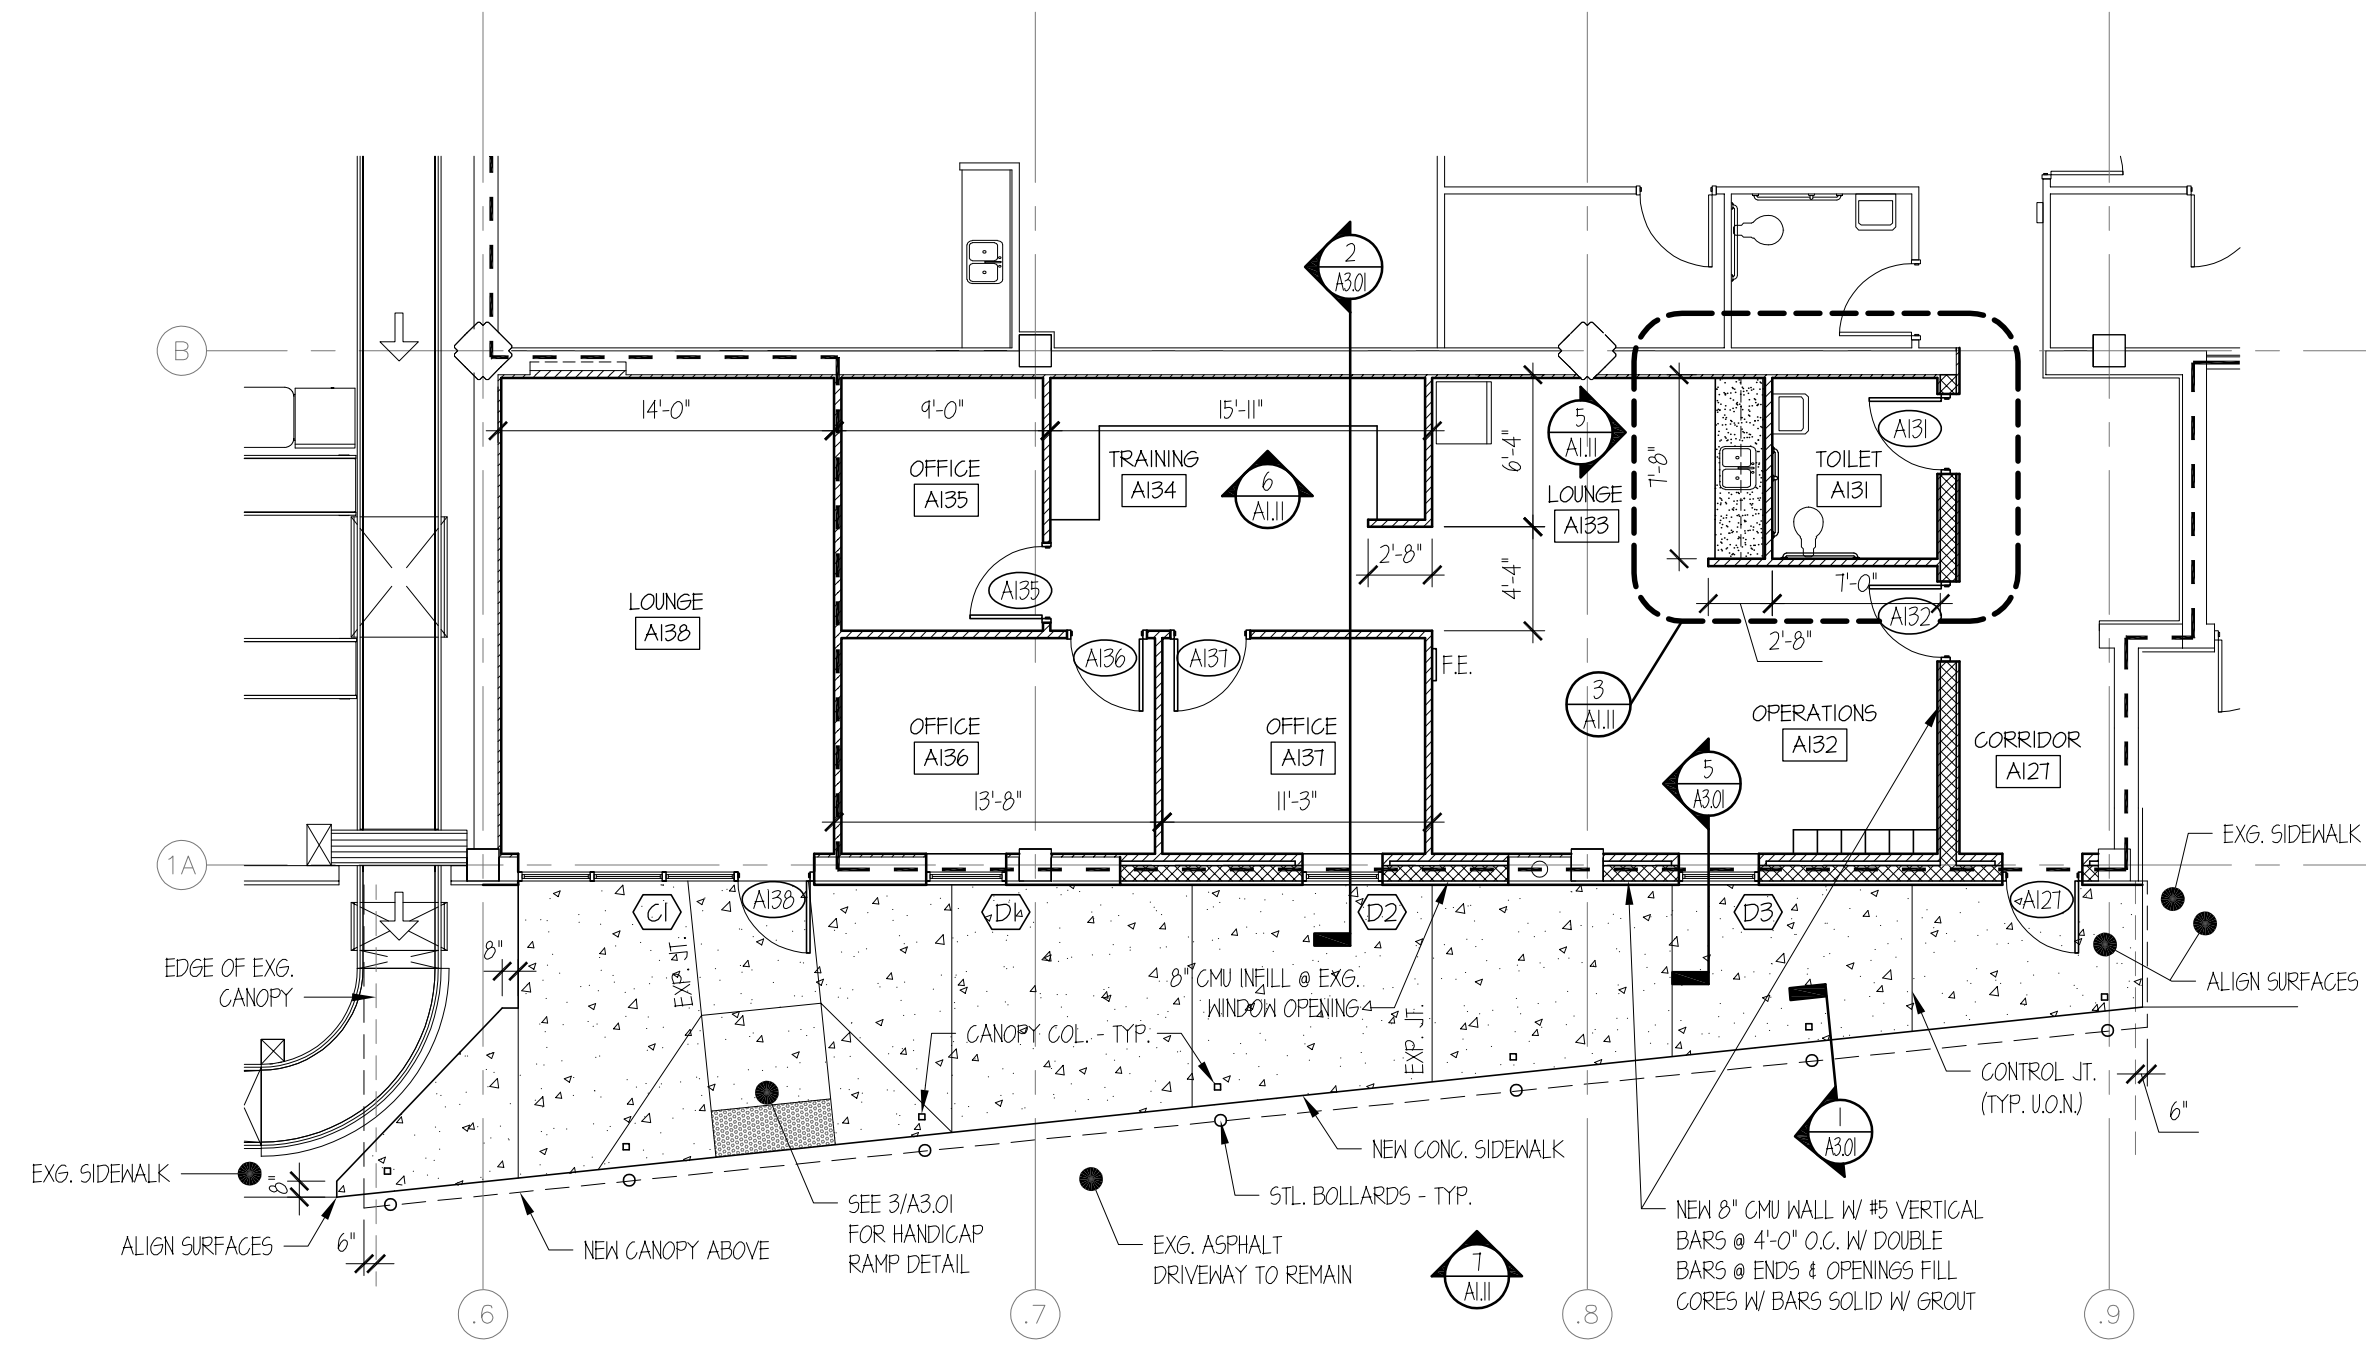 2
A3.01
B
14'-0"
9'-0"
15'-11"
6'-4"
5
A1.11
7'-8"
A131
OFFICE
A135
TRAINING
A134
6
A1.11
LOUNGE
A133
TOILET
A131
2'-8"
4'-4"
7'-0"
A135
LOUNGE
A138
A132
2'-8"
A136
A137
F.E.
3
A1.11
OFFICE
A136
OFFICE
A137
OPERATIONS
A132
CORRIDOR
A127
5
A3.01
13'-8"
11'-3"
EXG. SIDEWALK
1A
C1
A138
D1
D2
D3
A127
8"
EXP. JT.
EDGE OF EXG.
CANOPY
8" CMU INFILL @ EXG.
WINDOW OPENING
ALIGN SURFACES
CANOPY COL. - TYP.
EXP. JT.
CONTROL JT.
(TYP. U.O.N.)
6"
1
A3.01
NEW CONC. SIDEWALK
EXG. SIDEWALK
8"
STL. BOLLARDS - TYP.
SEE 3/A3.01
FOR HANDICAP
RAMP DETAIL
NEW 8" CMU WALL W/ #5 VERTICAL
BARS @ 4'-0" O.C. W/ DOUBLE
BARS @ ENDS & OPENINGS FILL
CORES W/ BARS SOLID W/ GROUT
ALIGN SURFACES
6"
NEW CANOPY ABOVE
EXG. ASPHALT
DRIVEWAY TO REMAIN
7
A1.11
.6
.7
.8
.9